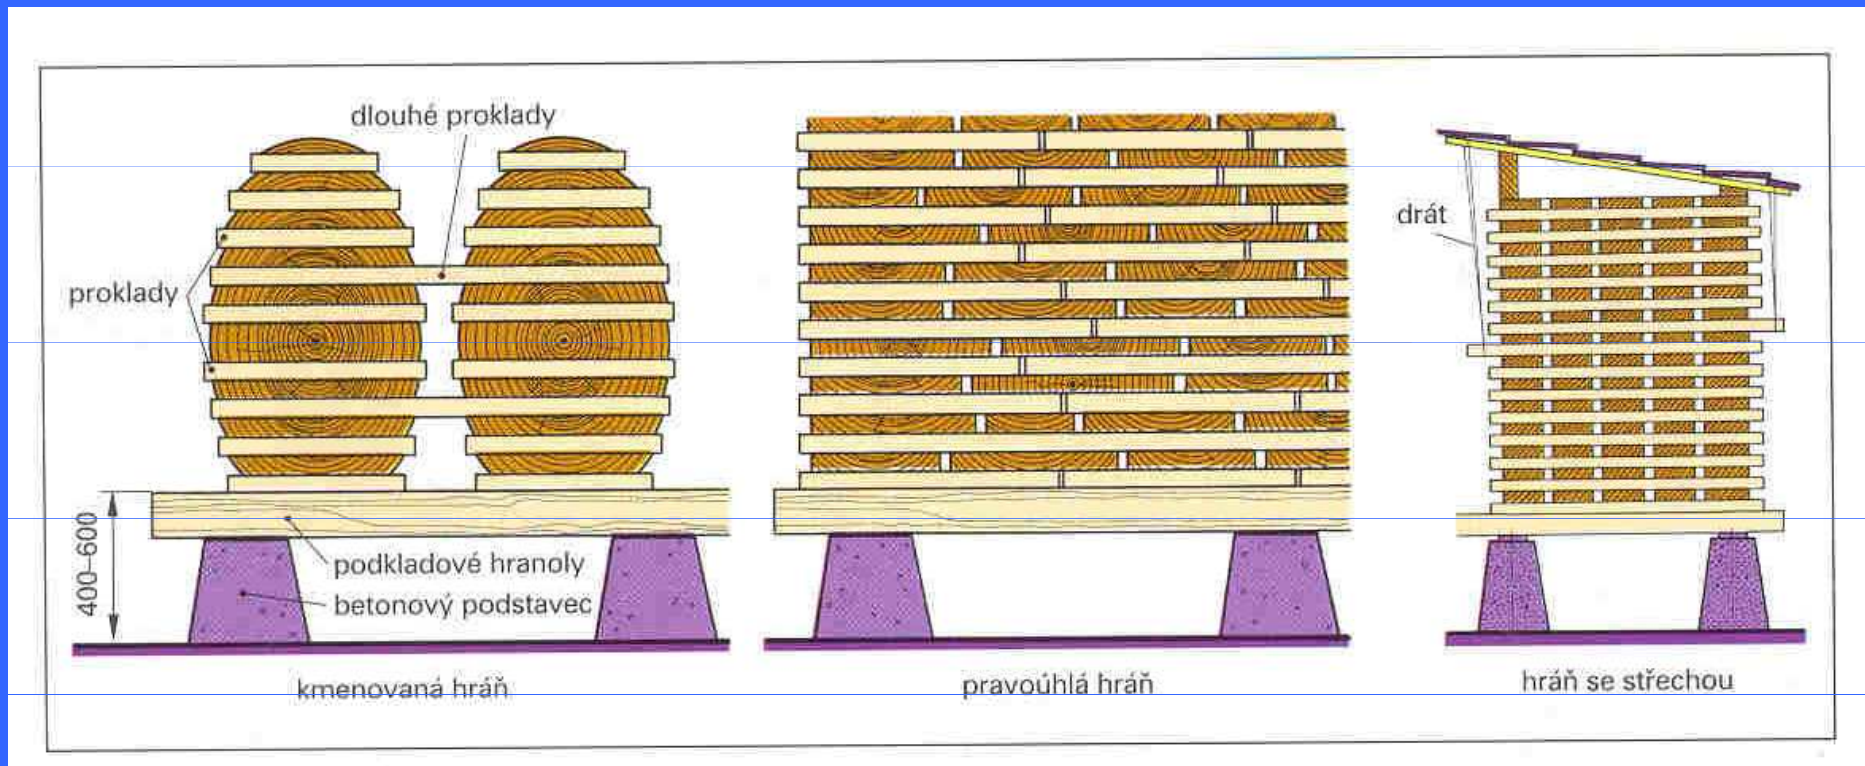 dlouhé proklady
proklady
400–600
podkladové hranoly
betonový podstavec
kmenovaná hráň
pravoúhlá hráň
drát
hráň se střechou